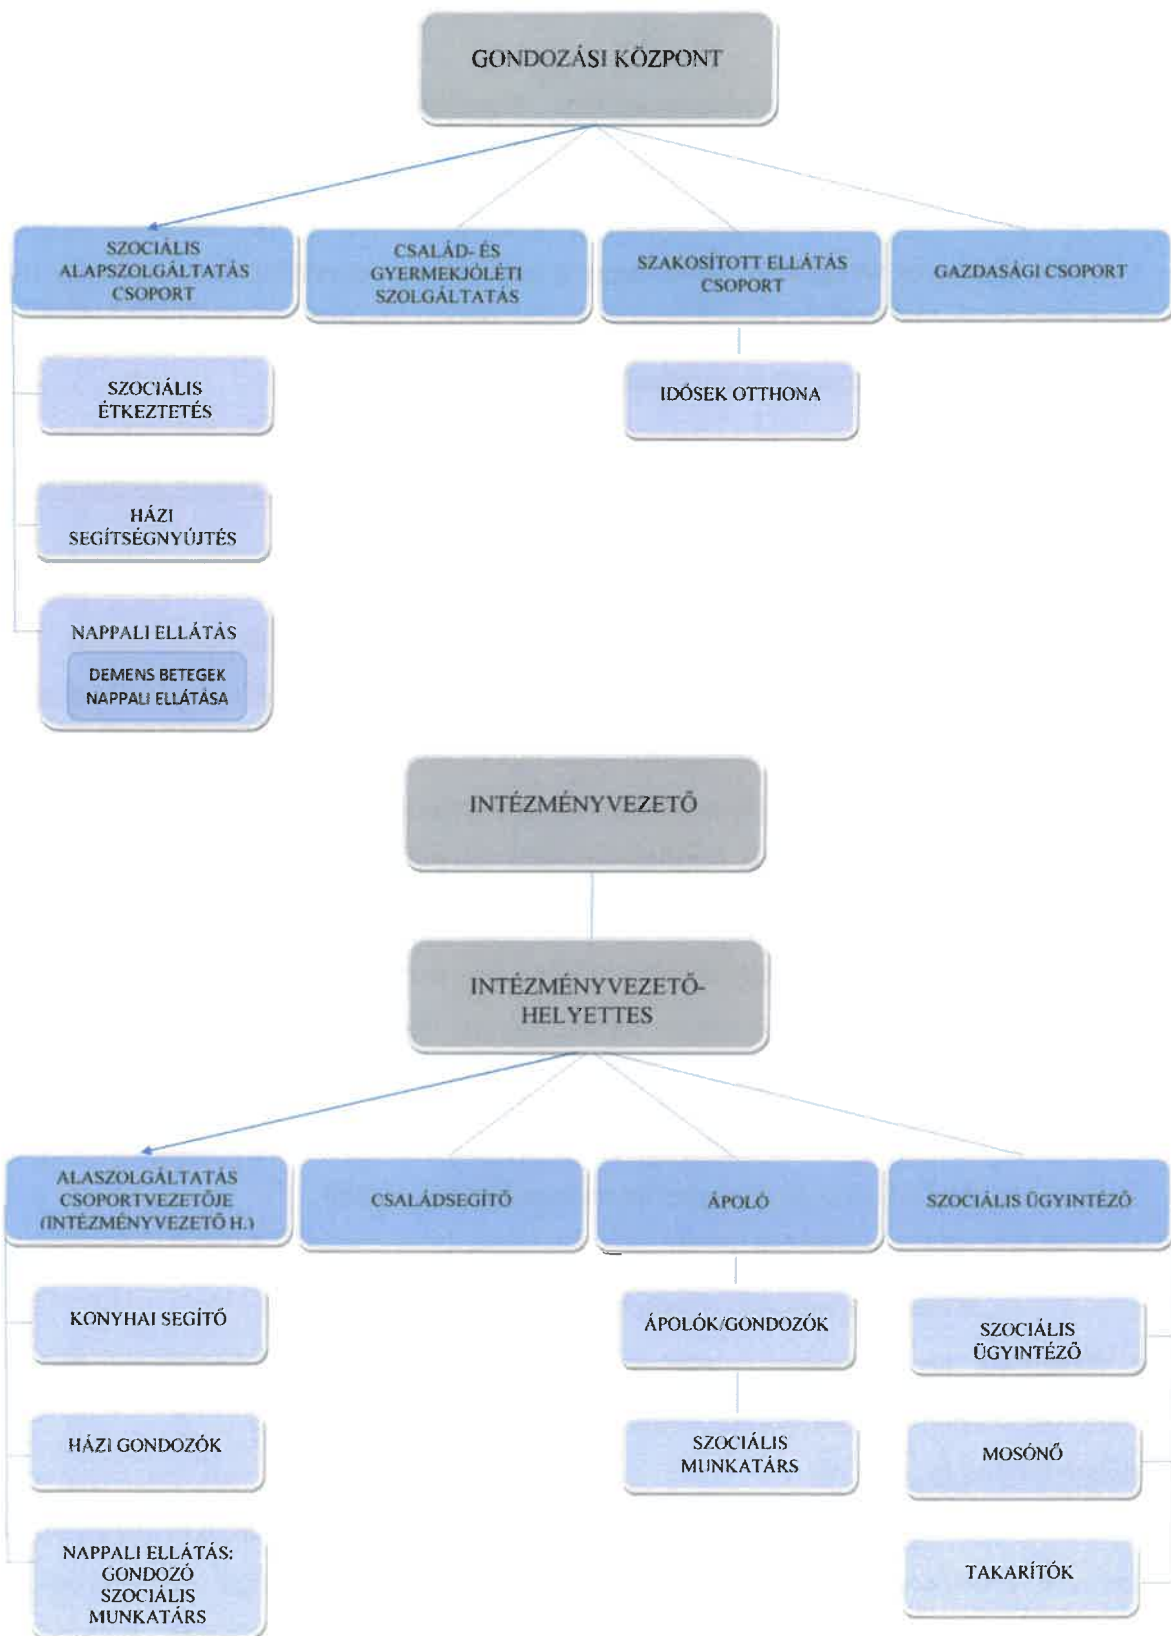 GONDOZÁSI KÖZPONT
SZOCIÁLIS
ALAPSZOLGÁLTATÁS
CSOPORT
CSALÁD- ÉS
GYERMEKJÓLÉTI
SZOLGÁLTATÁS
SZAKOSÍTOTT ELLÁTÁS
CSOPORT
GAZDASÁGI CSOPORT
SZOCIÁLIS
ÉTKEZTETÉS
IDŐSEK OTTHONA
HÁZI
SEGÍTSÉGNYÚJTÉS
NAPPALI ELLÁTÁS
DEMENS BETEGEK
NAPPALI ELLÁTÁSA
INTÉZMÉNYVEZETŐ
INTÉZMÉNYVEZETŐ-
HELYETTES
ALASZOLGÁLTATÁS
CSOPORTVEZETŐJE
(INTÉZMÉNYVEZETŐ H.)
CSALÁDSEGÍTŐ
ÁPOLÓ
SZOCIÁLIS ÜGYINTÉZŐ
KONYHAI SEGÍTŐ
ÁPOLÓK/GONDOZÓK
SZOCIÁLIS
ÜGYINTÉZŐ
HÁZI GONDOZÓK
SZOCIÁLIS
MUNKATÁRS
MOSÓNŐ
NAPPALI ELLÁTÁS:
GONDOZÓ
SZOCIÁLIS
MUNKATÁRS
TAKARÍTÓK